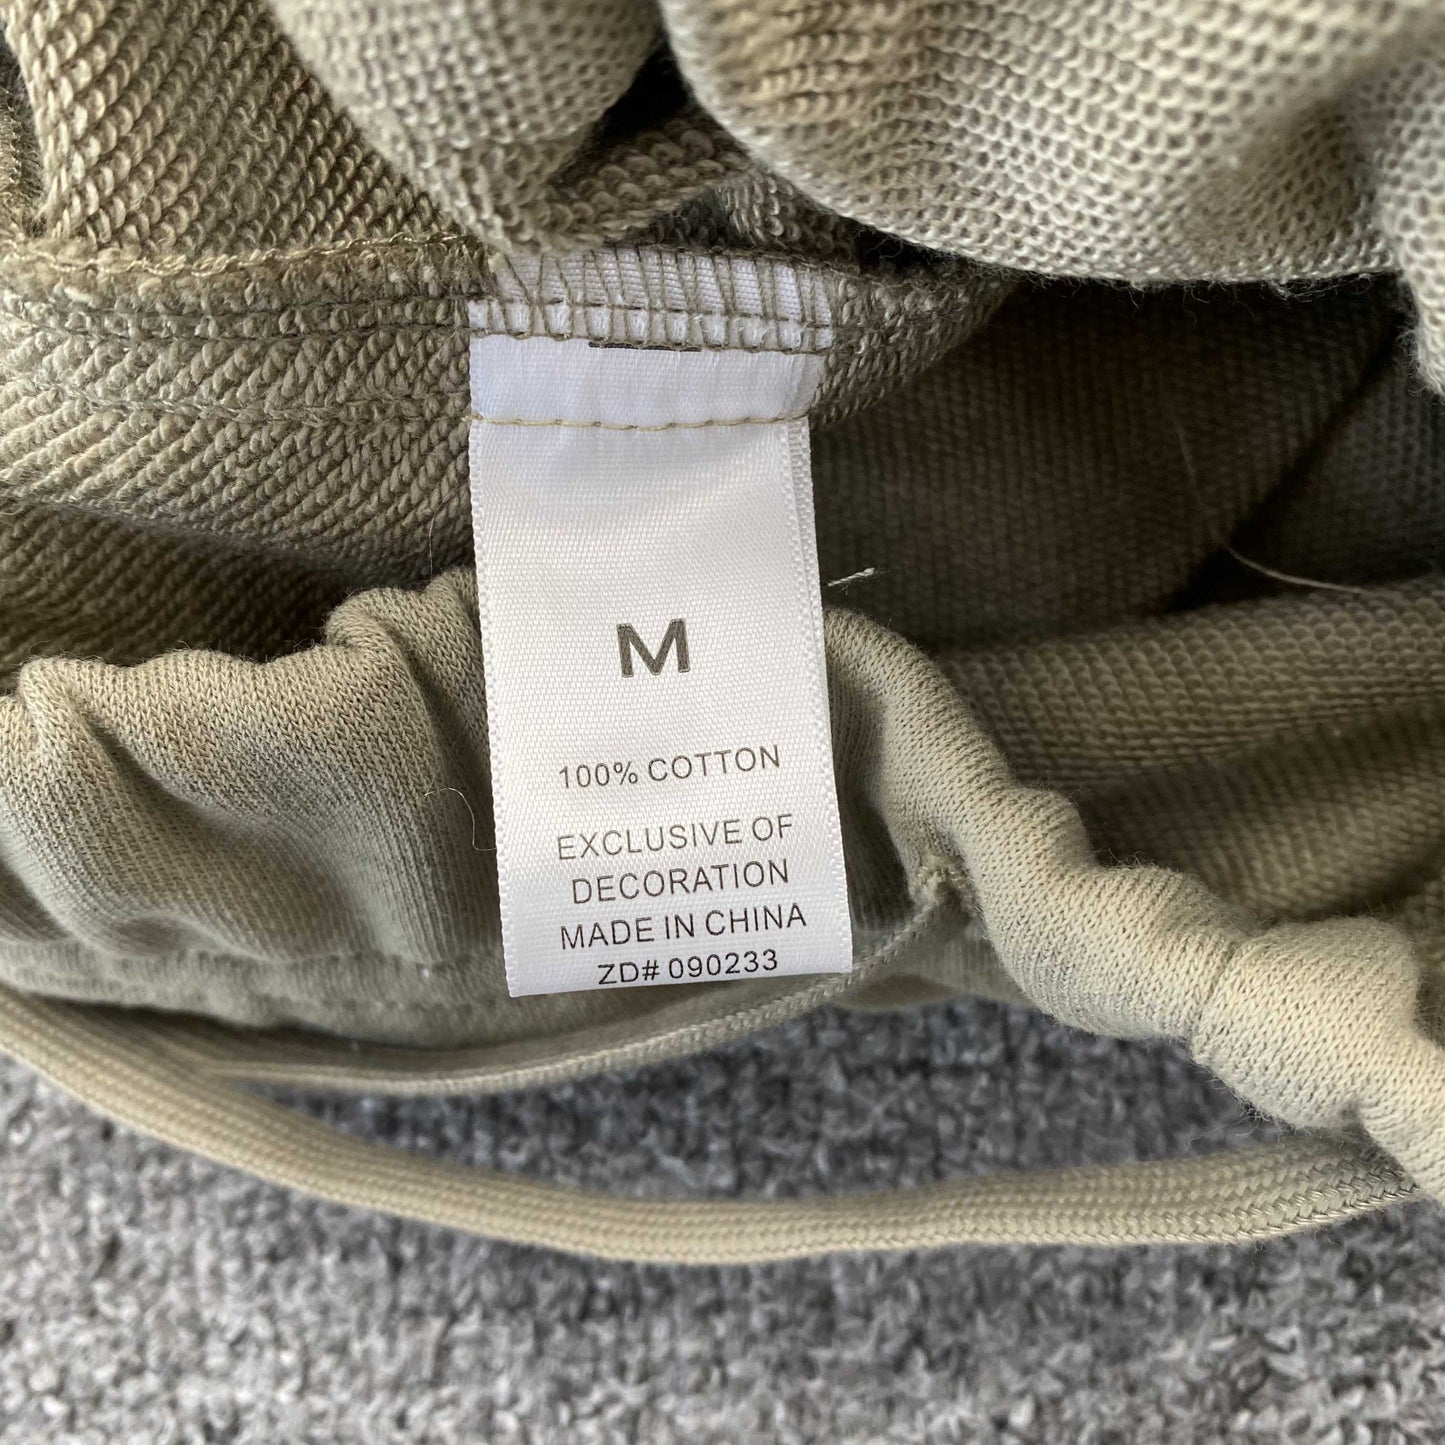 M
100% COTTON
EXCLUSIVE OF
DECORATION
MADE IN CHINA
ZD# 090233